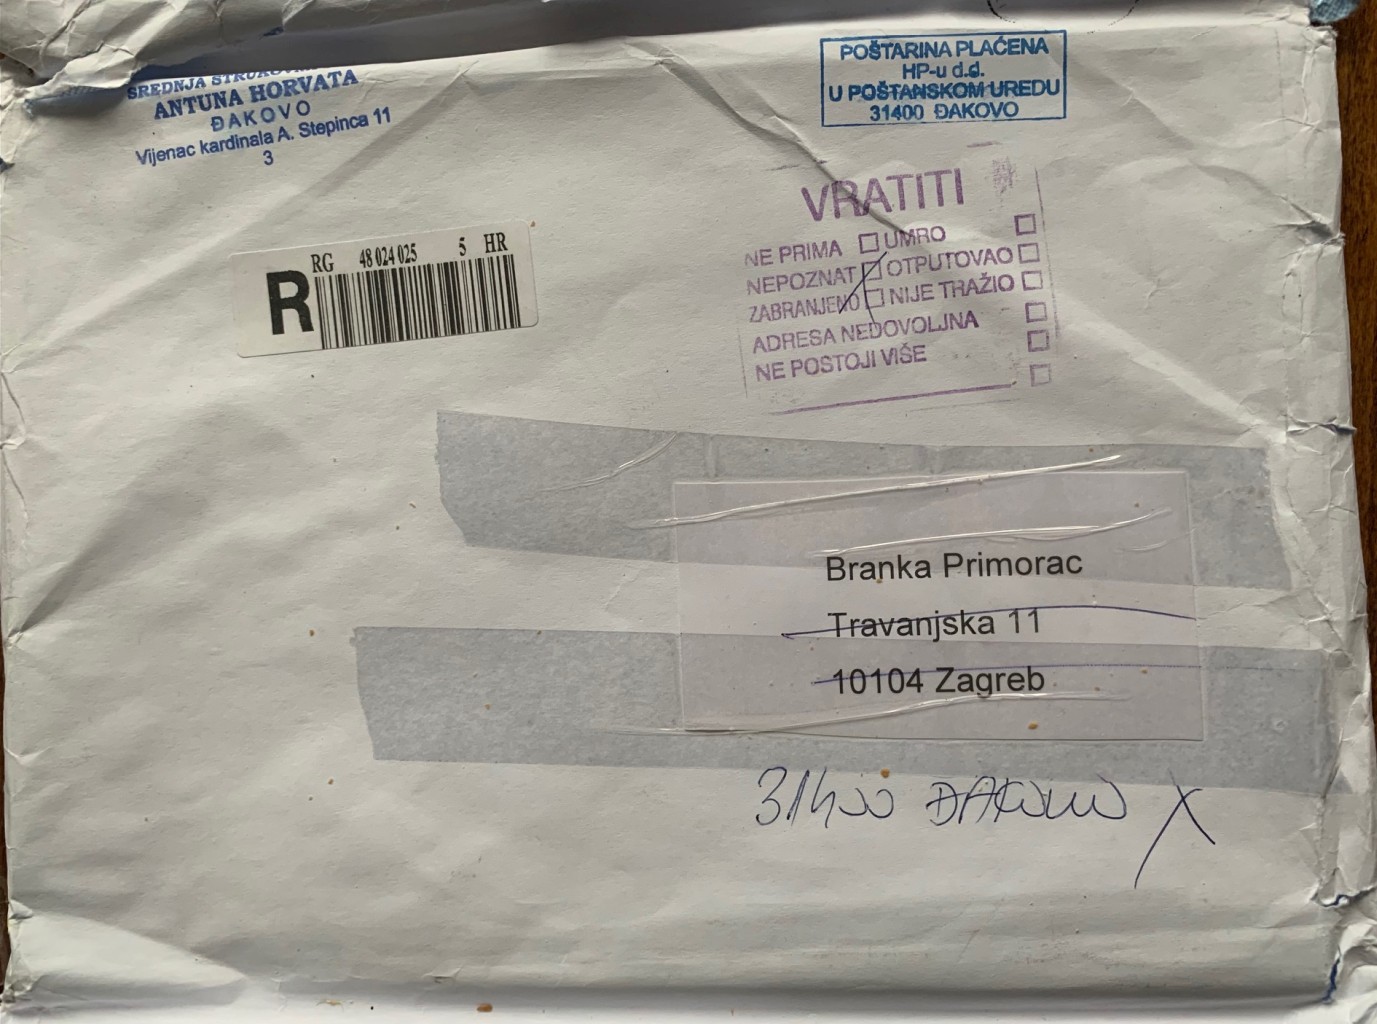 SREDNJA STRUKOVNA
ANTUNA HORVATA
ĐAKOVO
Vijenac kardinala A. Stepinca 11
3
POŠTARINA PLAĆENA
HP-u d.d.
U POŠTANSKOM UREDU
31400 ĐAKOVO
VRATITI
NE PRIMA UMRO
NEPOZNAT OTPUTOVAO
ZABRANJENO NIJE TRAŽIO
ADRESA NEDOVOLJNA
NE POSTOJI VIŠE
RG 48 024 025 5 HR
R
Branka Primorac
Travanjska 11
10104 Zagreb
31400 ĐAKOVO X